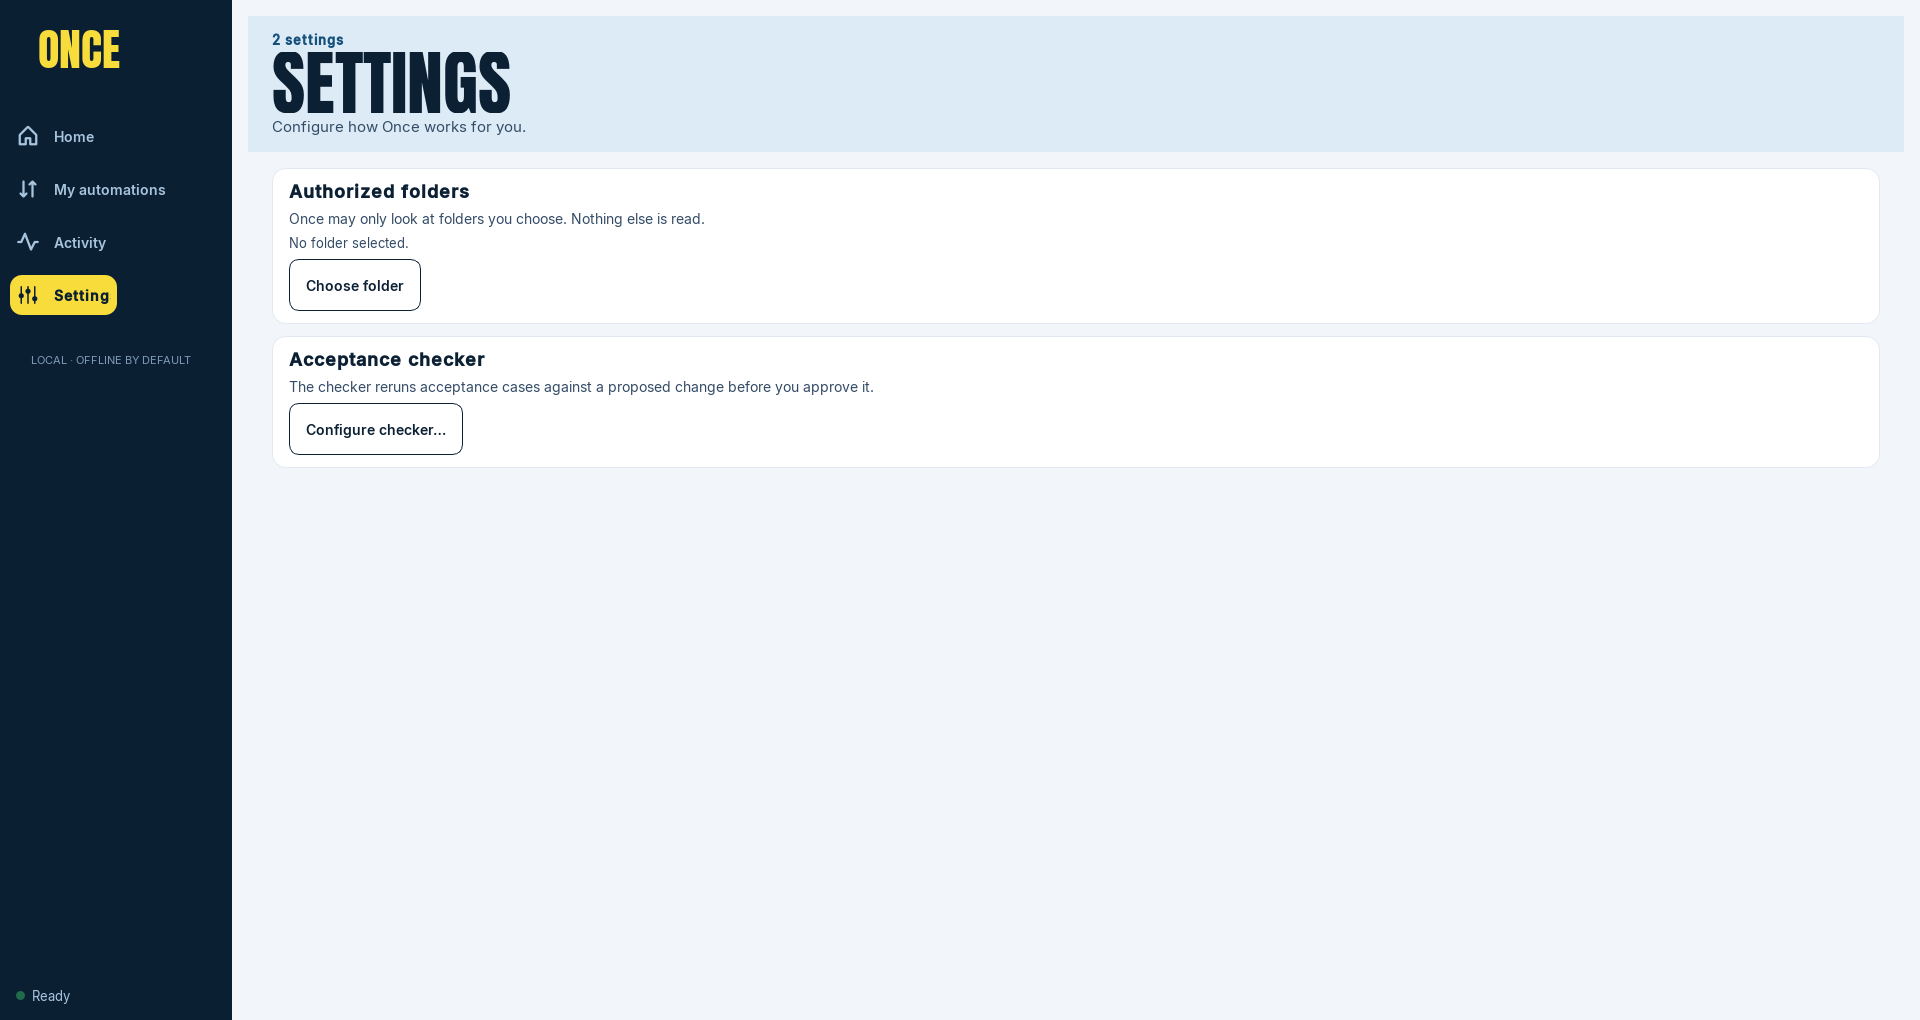 ONCE
Home
My automations
Activity
Setting
LOCAL · OFFLINE BY DEFAULT
Ready
2 settings
SETTINGS
Configure how Once works for you.
Authorized folders
Once may only look at folders you choose. Nothing else is read.
No folder selected.
Choose folder
Acceptance checker
The checker reruns acceptance cases against a proposed change before you approve it.
Configure checker...